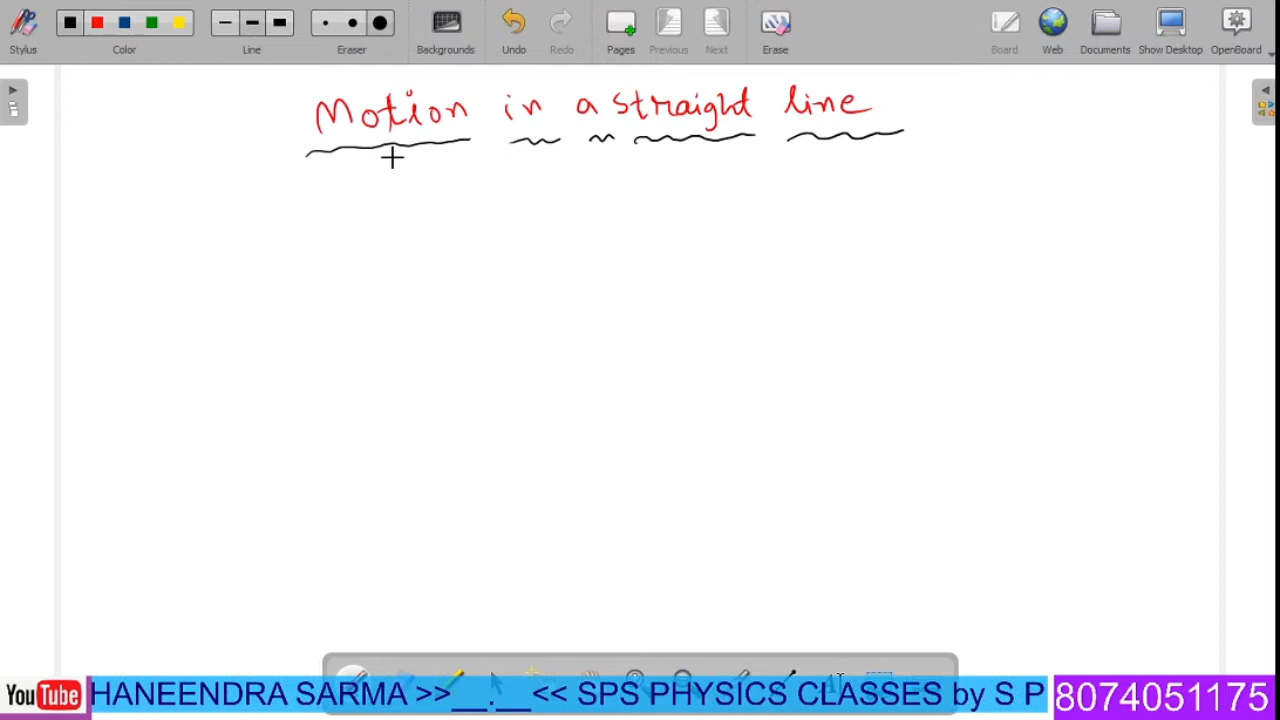 Stylus Color Line Eraser Backgrounds Undo Redo Pages Previous Next Erase Board Web Documents Show Desktop OpenBoard
Motion in a straight line
YouTube HANEENDRA SARMA >>__.__ << SPS PHYSICS CLASSES by S P 8074051175